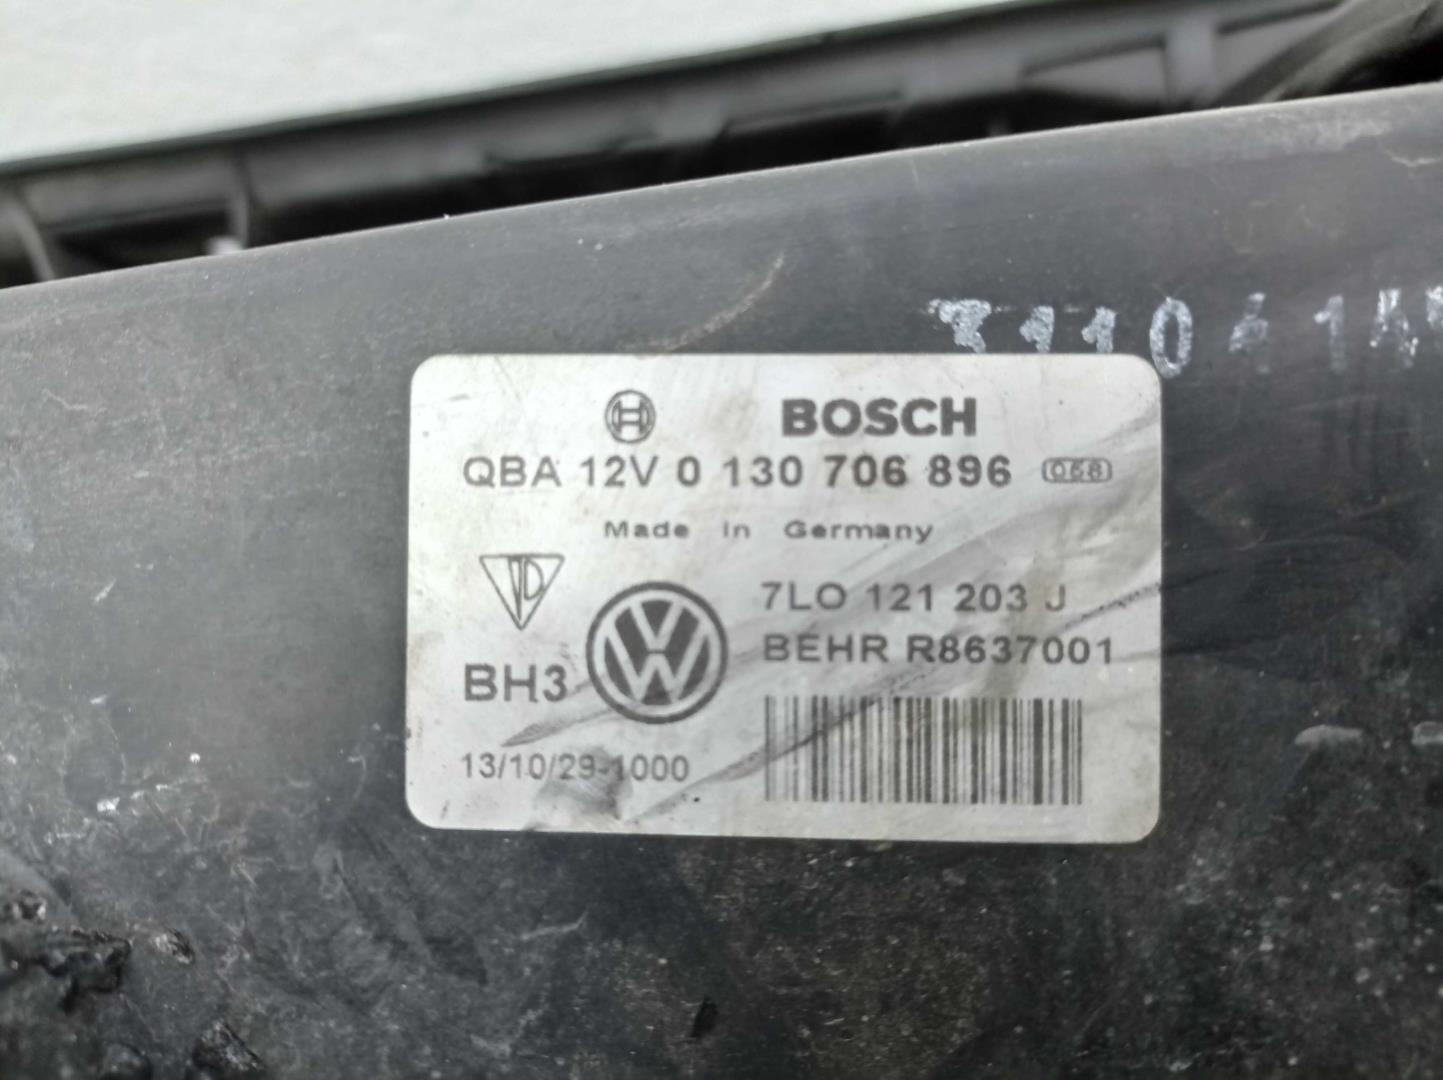 BOSCH
QBA 12V 0 130 706 896 058
Made in Germany
7LO 121 203 J
BEHR R8637001
BH3
13/10/29-1000